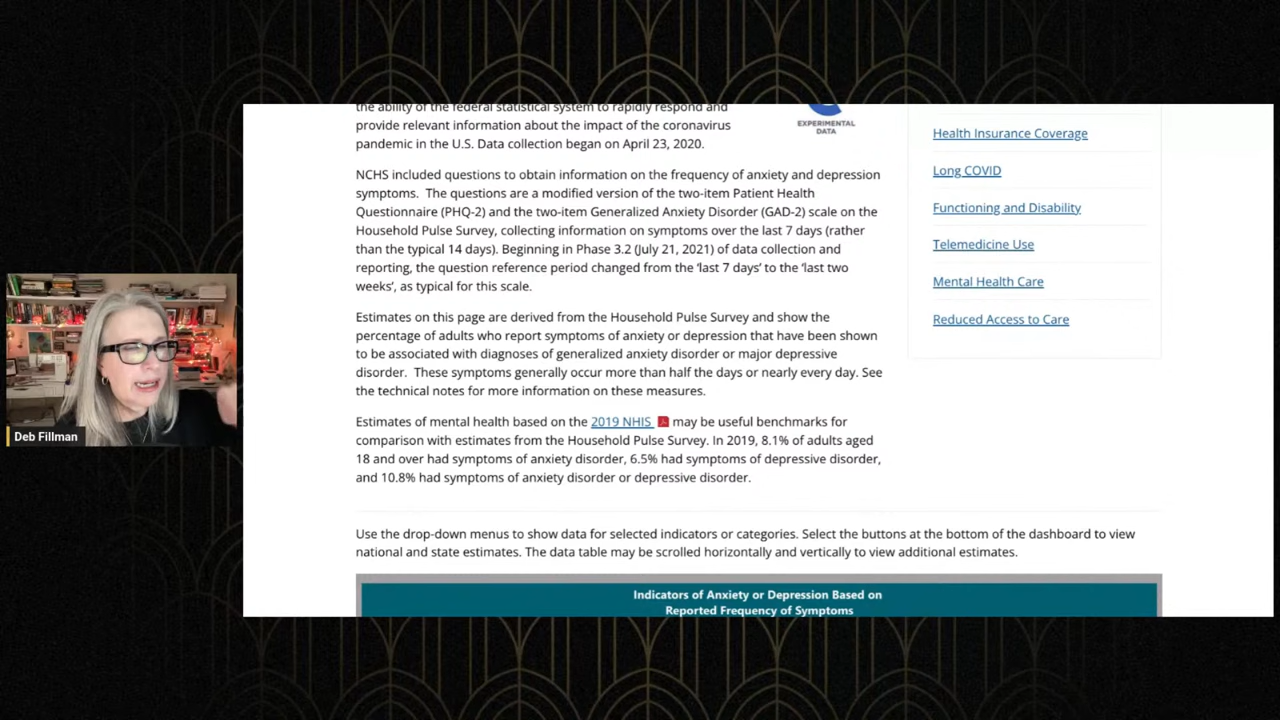 the ability of the federal statistical system to rapidly respond and
provide relevant information about the impact of the coronavirus
pandemic in the U.S. Data collection began on April 23, 2020.
EXPERIMENTAL
DATA
NCHS included questions to obtain information on the frequency of anxiety and depression
symptoms.  The questions are a modified version of the two-item Patient Health
Questionnaire (PHQ-2) and the two-item Generalized Anxiety Disorder (GAD-2) scale on the
Household Pulse Survey, collecting information on symptoms over the last 7 days (rather
than the typical 14 days). Beginning in Phase 3.2 (July 21, 2021) of data collection and
reporting, the question reference period changed from the ‘last 7 days’ to the ‘last two
weeks’, as typical for this scale.
Estimates on this page are derived from the Household Pulse Survey and show the
percentage of adults who report symptoms of anxiety or depression that have been shown
to be associated with diagnoses of generalized anxiety disorder or major depressive
disorder.  These symptoms generally occur more than half the days or nearly every day. See
the technical notes for more information on these measures.
Estimates of mental health based on the 2019 NHIS may be useful benchmarks for
comparison with estimates from the Household Pulse Survey. In 2019, 8.1% of adults aged
18 and over had symptoms of anxiety disorder, 6.5% had symptoms of depressive disorder,
and 10.8% had symptoms of anxiety disorder or depressive disorder.
Health Insurance Coverage
Long COVID
Functioning and Disability
Telemedicine Use
Mental Health Care
Reduced Access to Care
Use the drop-down menus to show data for selected indicators or categories. Select the buttons at the bottom of the dashboard to view
national and state estimates. The data table may be scrolled horizontally and vertically to view additional estimates.
Indicators of Anxiety or Depression Based on
Reported Frequency of Symptoms
Deb Fillman